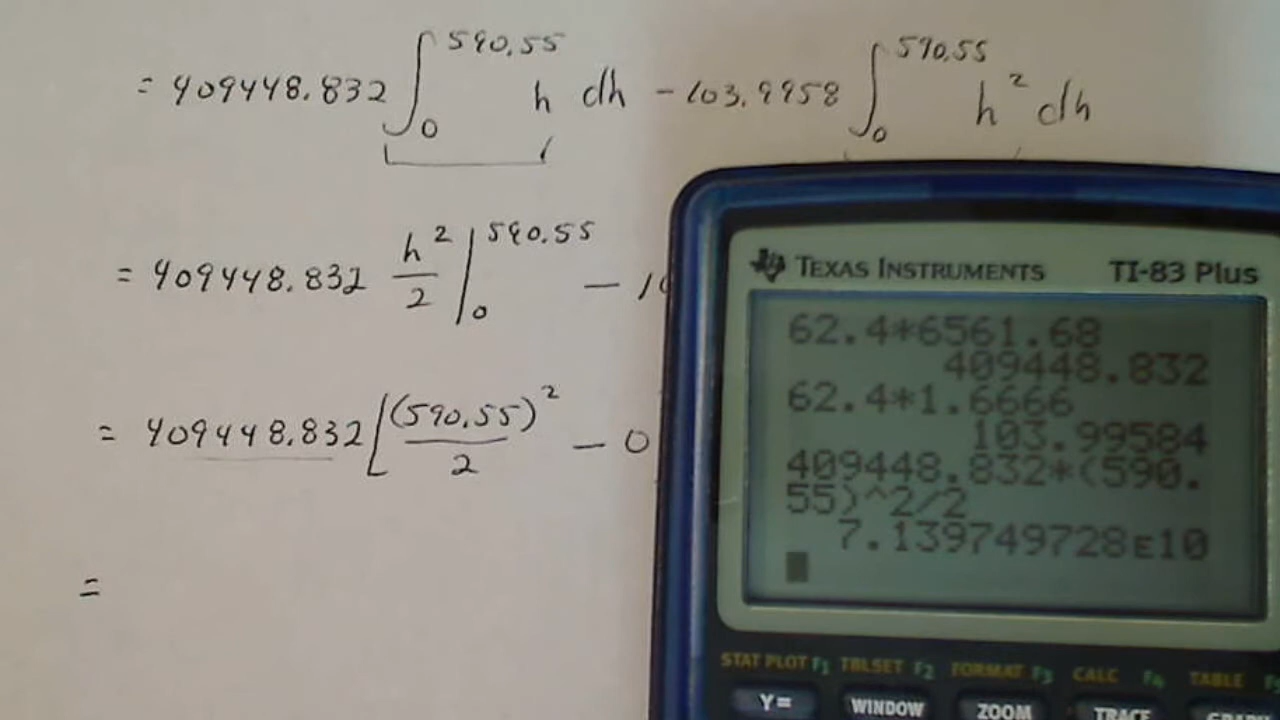 = 409448.832 ∫₀^590.55 h dh − 103.9958 ∫₀^590.55 h² dh
= 409448.832 h²/2 |₀^590.55 − 10
= 409448.832 [(590.55)²/2 − 0
=
TEXAS INSTRUMENTS TI-83 Plus
62.4*6561.68
409448.832
62.4*1.6666
103.99584
409448.832*(590.
55)^2/2
7.139749728E10
STAT PLOT F1 TBLSET F2 FORMAT F3 CALC F4 TABLE
Y= WINDOW ZOOM TRACE